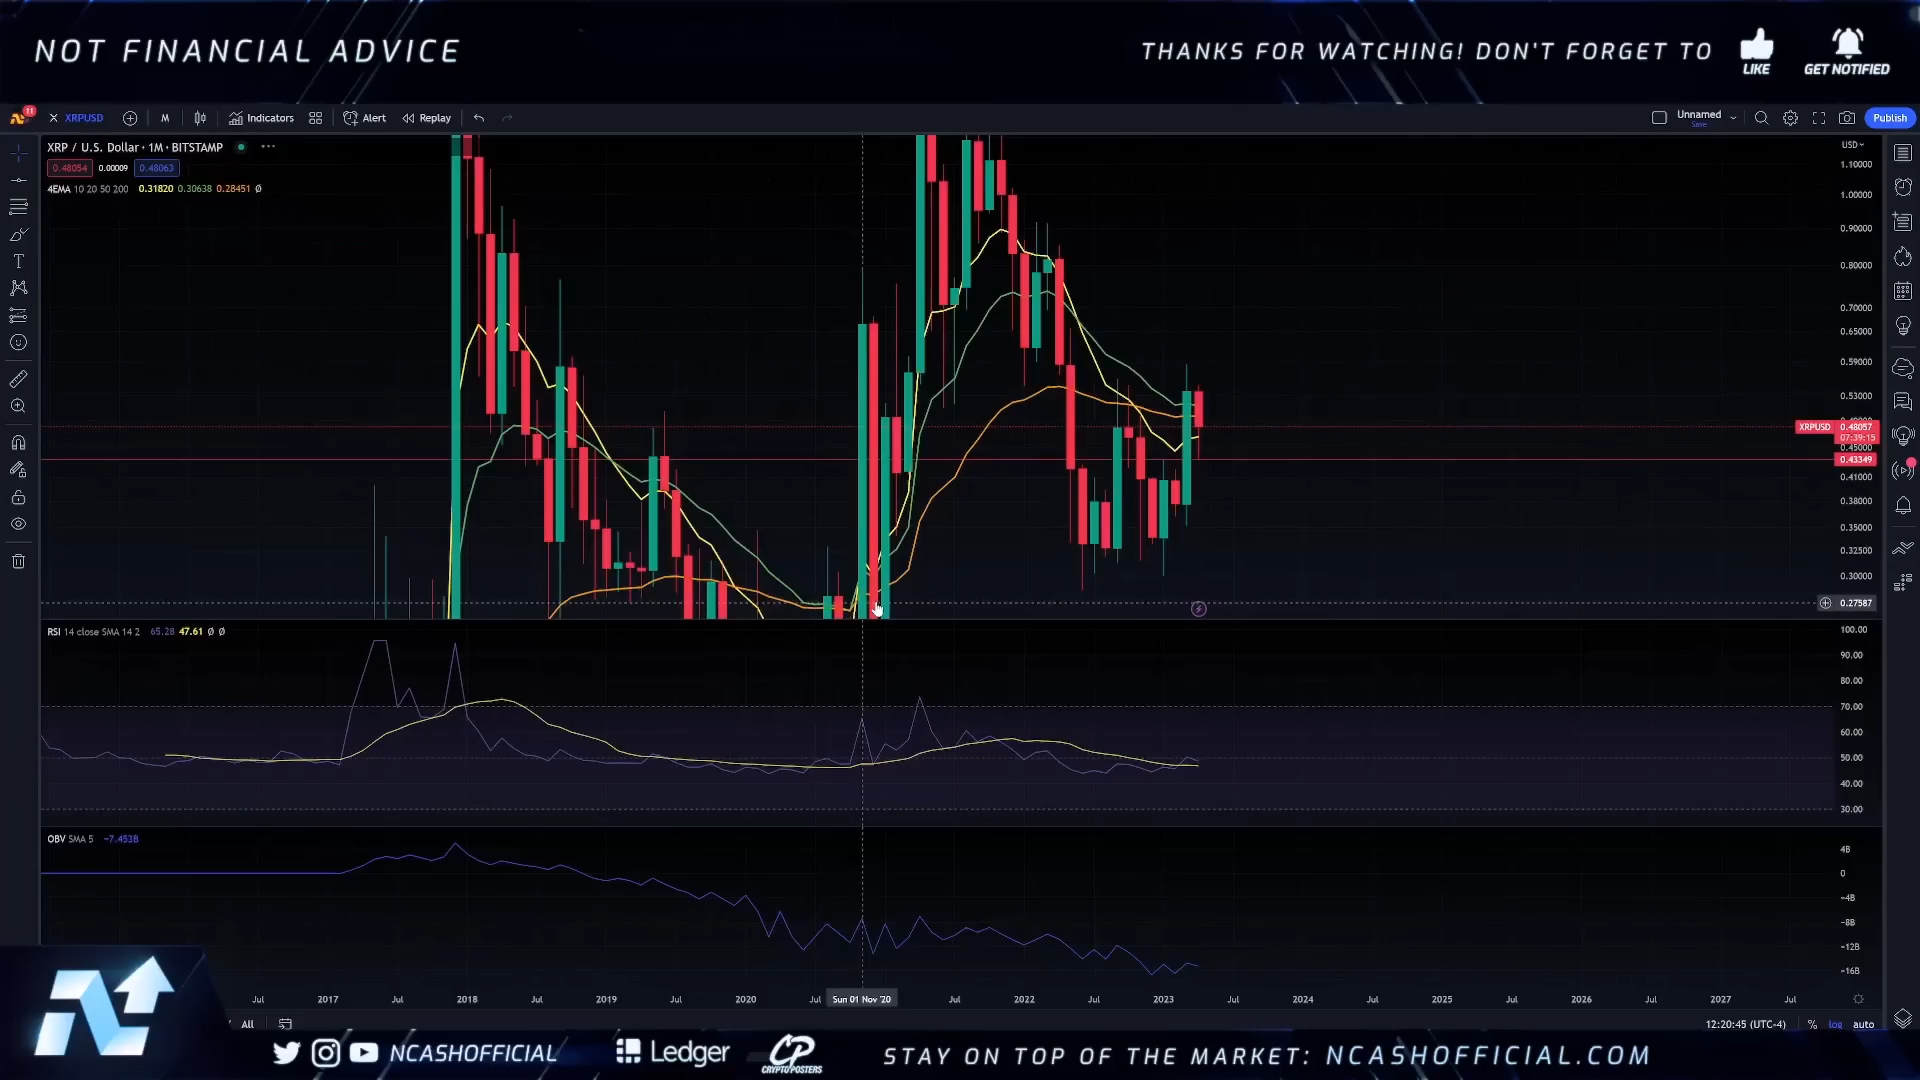 NOT FINANCIAL ADVICE
THANKS FOR WATCHING! DON'T FORGET TO
LIKE
GET NOTIFIED
11
XRPUSD
M
Indicators
Alert
Replay
Unnamed
Save
Publish
XRP / U.S. Dollar · 1M · BITSTAMP
0.48054 0.00009 0.48063
4EMA 10 20 50 200 0.31820 0.30638 0.28451 Ø
USD
1.10000
1.00000
0.90000
0.80000
0.70000
0.65000
0.59000
0.53000
XRPUSD 0.48057
07:39:15
0.45000
0.43349
0.41000
0.38000
0.35000
0.32500
0.30000
0.27587
RSI 14 close SMA 14 2 65.28 47.61 Ø Ø
100.00
90.00
80.00
70.00
60.00
50.00
40.00
30.00
OBV SMA 5 −7.453B
4B
0
−4B
−8B
−12B
−16B
Jul 2017 Jul 2018 Jul 2019 Jul 2020 Jul Sun 01 Nov '20 Jul 2022 Jul 2023 Jul 2024 Jul 2025 Jul 2026 Jul 2027 Jul
All
12:20:45 (UTC-4) % log auto
NCASHOFFICIAL
Ledger
CP
CRYPTOPOSTERS
STAY ON TOP OF THE MARKET: NCASHOFFICIAL.COM